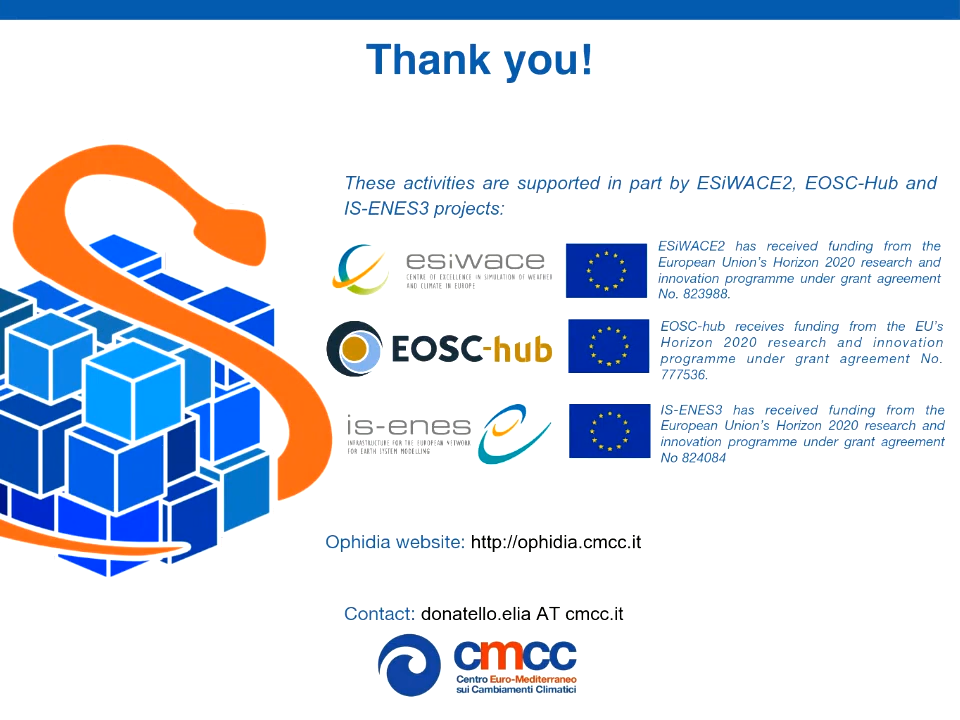 Thank you!
These activities are supported in part by ESiWACE2, EOSC-Hub and
IS-ENES3 projects:
esiwace
CENTRE OF EXCELLENCE IN SIMULATION OF WEATHER
AND CLIMATE IN EUROPE
ESiWACE2 has received funding from the
European Union's Horizon 2020 research and
innovation programme under grant agreement
No. 823988.
EOSC-hub
EOSC-hub receives funding from the EU's
Horizon 2020 research and innovation
programme under grant agreement No.
777536.
is-enes
INFRASTRUCTURE FOR THE EUROPEAN NETWORK
FOR EARTH SYSTEM MODELLING
IS-ENES3 has received funding from the
European Union's Horizon 2020 research and
innovation programme under grant agreement
No 824084
Ophidia website: http://ophidia.cmcc.it
Contact: donatello.elia AT cmcc.it
cmcc
Centro Euro-Mediterraneo
sui Cambiamenti Climatici